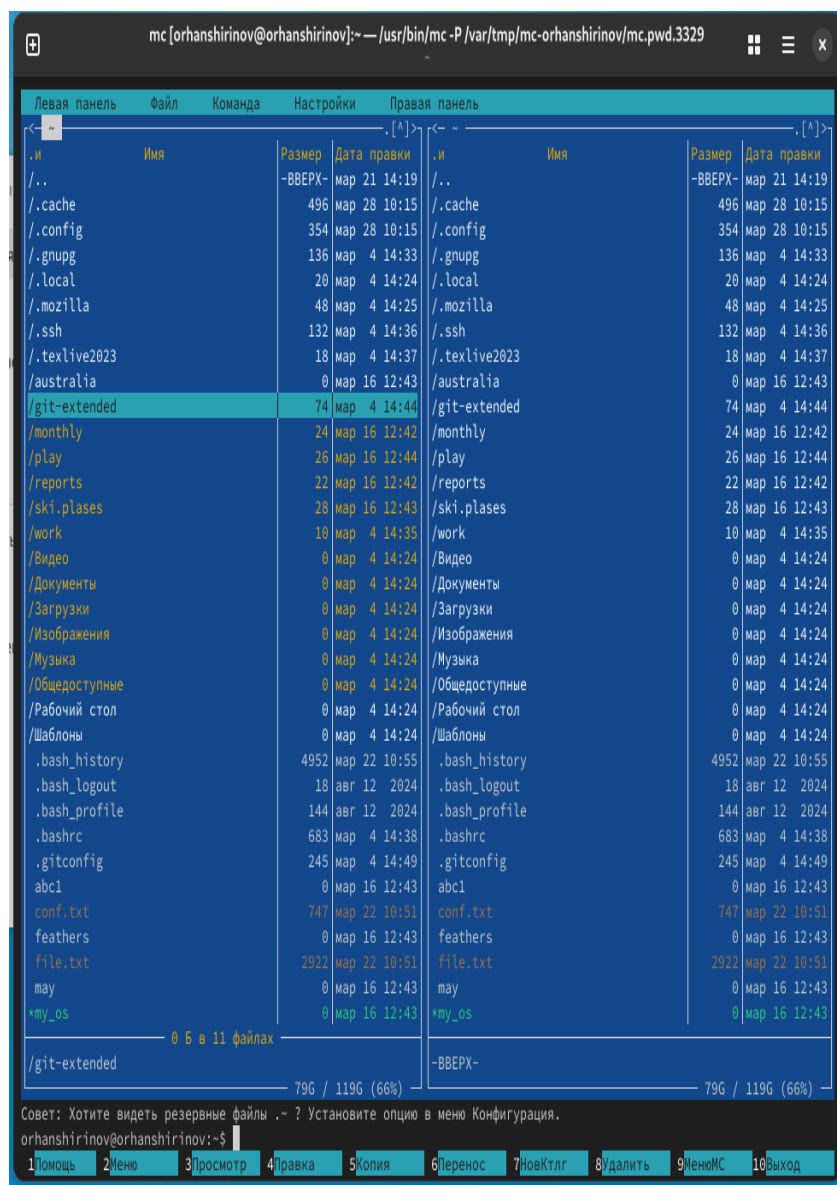 mc [orhanshirinov@orhanshirinov]:~ — /usr/bin/mc -P /var/tmp/mc-orhanshirinov/mc.pwd.3329
~
Левая панель Файл Команда Настройки Правая панель
<- ~ .[^]> <- ~ .[^]>
.и Имя Размер Дата правки .и Имя Размер Дата правки
/.. -ВВЕРХ- мар 21 14:19 /.. -ВВЕРХ- мар 21 14:19
/.cache 496 мар 28 10:15 /.cache 496 мар 28 10:15
/.config 354 мар 28 10:15 /.config 354 мар 28 10:15
/.gnupg 136 мар 4 14:33 /.gnupg 136 мар 4 14:33
/.local 20 мар 4 14:24 /.local 20 мар 4 14:24
/.mozilla 48 мар 4 14:25 /.mozilla 48 мар 4 14:25
/.ssh 132 мар 4 14:36 /.ssh 132 мар 4 14:36
/.texlive2023 18 мар 4 14:37 /.texlive2023 18 мар 4 14:37
/australia 0 мар 16 12:43 /australia 0 мар 16 12:43
/git-extended 74 мар 4 14:44 /git-extended 74 мар 4 14:44
/monthly 24 мар 16 12:42 /monthly 24 мар 16 12:42
/play 26 мар 16 12:44 /play 26 мар 16 12:44
/reports 22 мар 16 12:42 /reports 22 мар 16 12:42
/ski.plases 28 мар 16 12:43 /ski.plases 28 мар 16 12:43
/work 10 мар 4 14:35 /work 10 мар 4 14:35
/Видео 0 мар 4 14:24 /Видео 0 мар 4 14:24
/Документы 0 мар 4 14:24 /Документы 0 мар 4 14:24
/Загрузки 0 мар 4 14:24 /Загрузки 0 мар 4 14:24
/Изображения 0 мар 4 14:24 /Изображения 0 мар 4 14:24
/Музыка 0 мар 4 14:24 /Музыка 0 мар 4 14:24
/Общедоступные 0 мар 4 14:24 /Общедоступные 0 мар 4 14:24
/Рабочий стол 0 мар 4 14:24 /Рабочий стол 0 мар 4 14:24
/Шаблоны 0 мар 4 14:24 /Шаблоны 0 мар 4 14:24
.bash_history 4952 мар 22 10:55 .bash_history 4952 мар 22 10:55
.bash_logout 18 авг 12 2024 .bash_logout 18 авг 12 2024
.bash_profile 144 авг 12 2024 .bash_profile 144 авг 12 2024
.bashrc 683 мар 4 14:38 .bashrc 683 мар 4 14:38
.gitconfig 245 мар 4 14:49 .gitconfig 245 мар 4 14:49
abc1 0 мар 16 12:43 abc1 0 мар 16 12:43
conf.txt 747 мар 22 10:51 conf.txt 747 мар 22 10:51
feathers 0 мар 16 12:43 feathers 0 мар 16 12:43
file.txt 2922 мар 22 10:51 file.txt 2922 мар 22 10:51
may 0 мар 16 12:43 may 0 мар 16 12:43
*my_os 0 мар 16 12:43 *my_os 0 мар 16 12:43
0 Б в 11 файлах
/git-extended -ВВЕРХ-
79G / 119G (66%) 79G / 119G (66%)
Совет: Хотите видеть резервные файлы .~ ? Установите опцию в меню Конфигурация.
orhanshirinov@orhanshirinov:~$
1Помощь 2Меню 3Просмотр 4Правка 5Копия 6Перенос 7НовКтлг 8Удалить 9МенюМС 10Выход